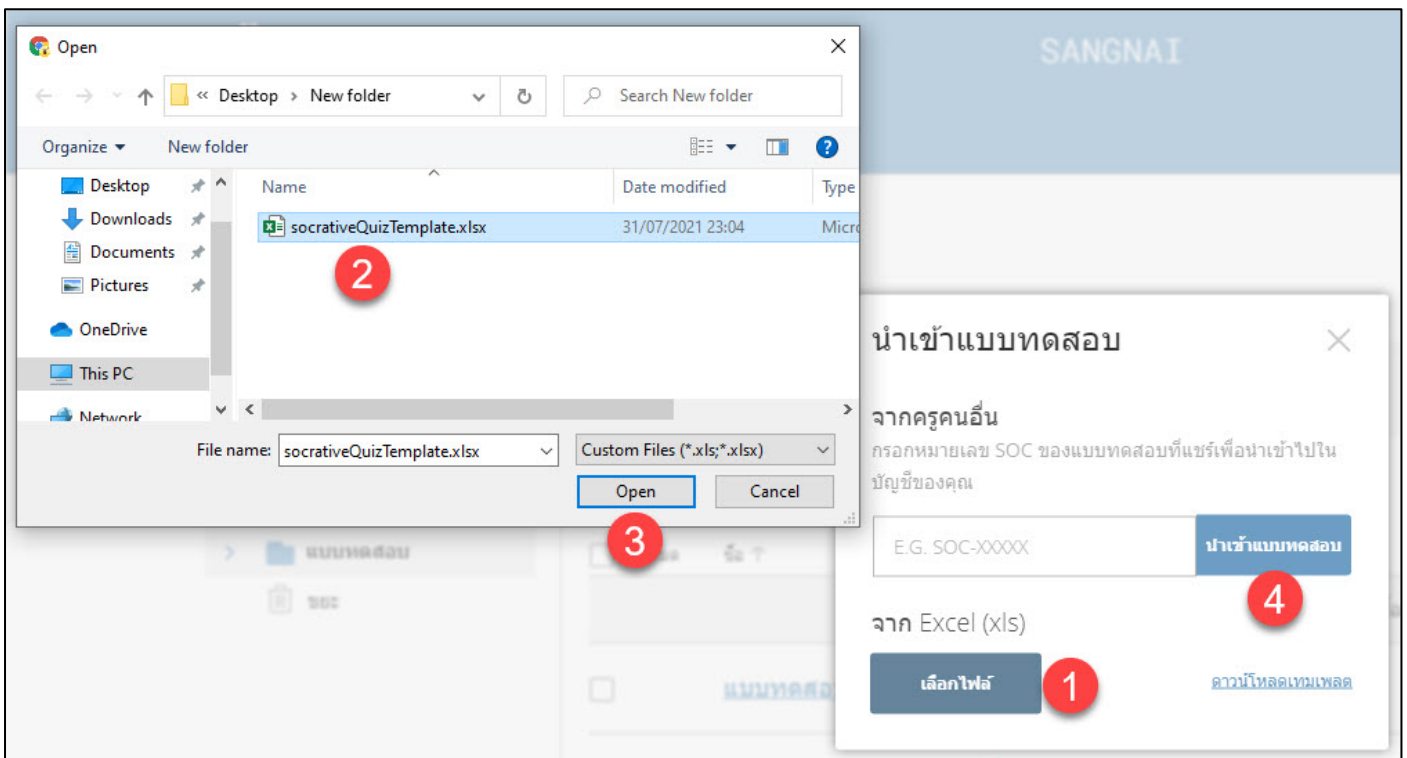 Open
SANGNAI
« Desktop > New folder
Search New folder
Organize
New folder
Desktop
Downloads
Documents
Pictures
OneDrive
This PC
Network
Name
Date modified
Type
socrativeQuizTemplate.xlsx
31/07/2021 23:04
Micro
2
File name:
socrativeQuizTemplate.xlsx
Custom Files (*.xls;*.xlsx)
Open
Cancel
3
นำเข้าแบบทดสอบ
จากครูคนอื่น
กรอกหมายเลข SOC ของแบบทดสอบที่แชร์เพื่อนำเข้าไปใน
บัญชีของคุณ
E.G. SOC-XXXXX
นำเข้าแบบทดสอบ
4
จาก Excel (xls)
เลือกไฟล์
1
ดาวน์โหลดเทมเพลต
แบบทดสอบ
ขยะ
ชื่อ